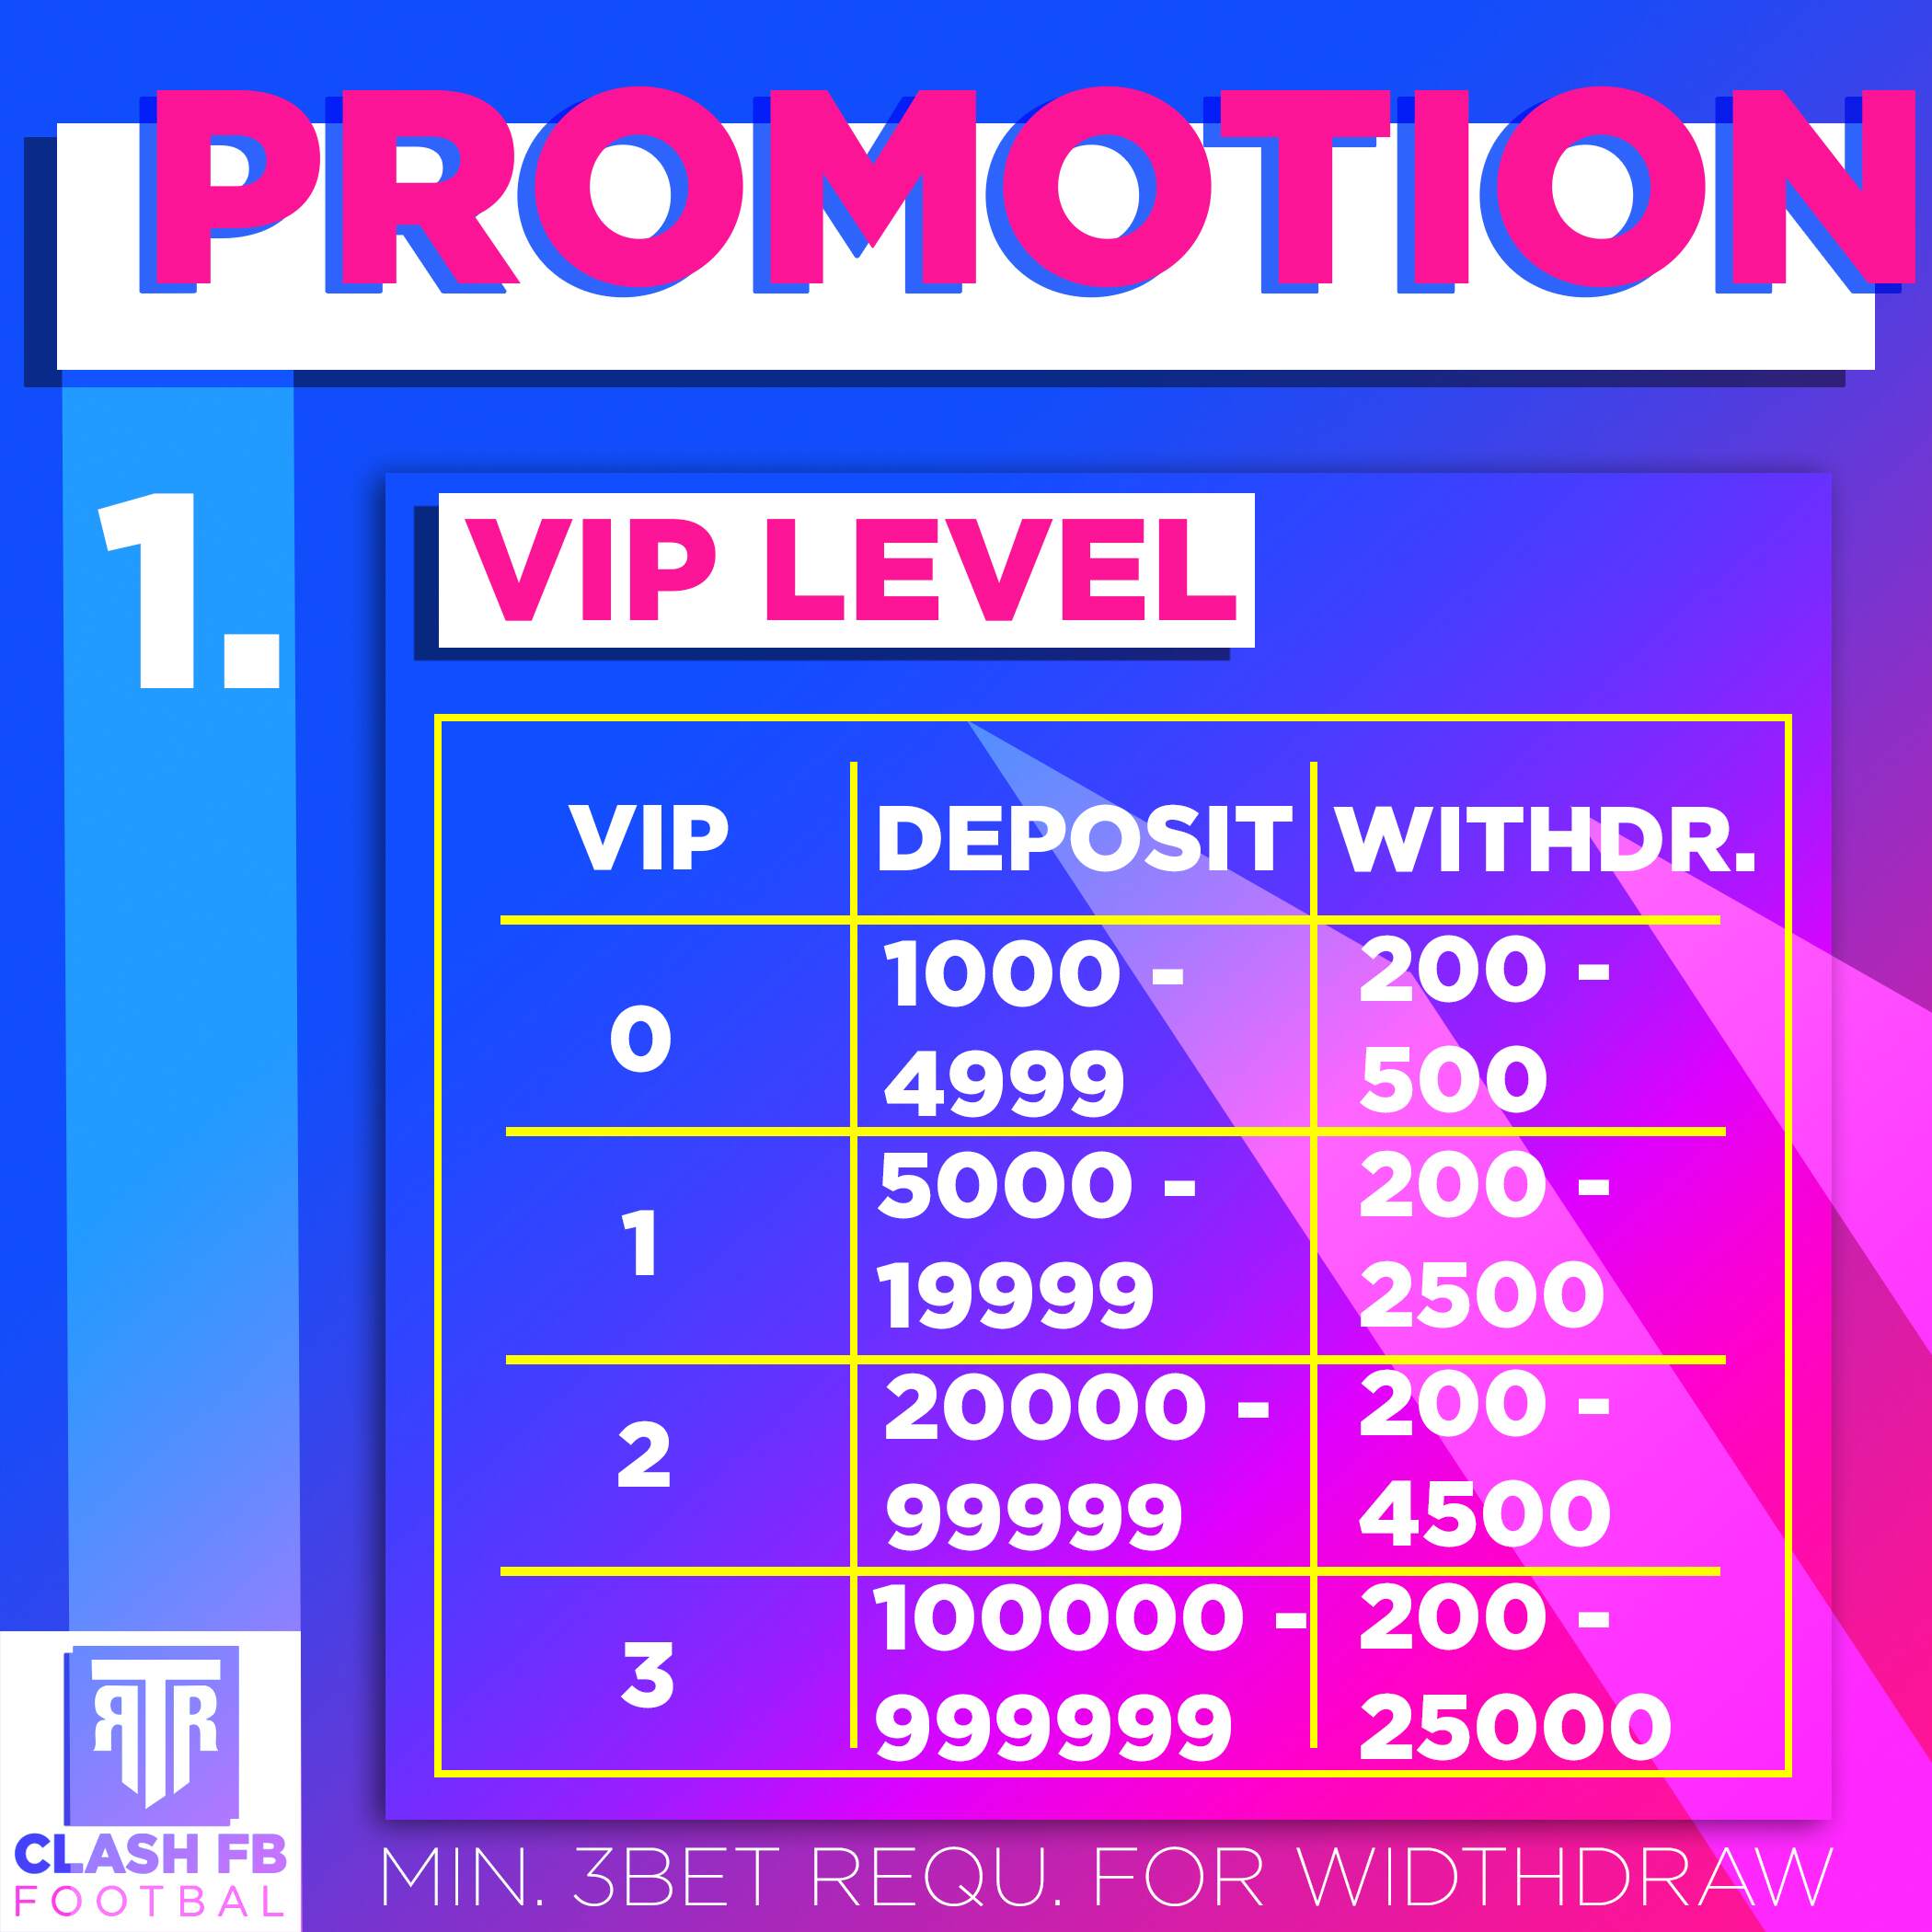 PROMOTION
1.
VIP LEVEL
VIP DEPOSIT WITHDR.
0 1000 - 4999 200 - 500
1 5000 - 19999 200 - 2500
2 20000 - 99999 200 - 4500
3 100000 - 999999 200 - 25000
RTR
CLASH FB
FOOTBAL
MIN. 3BET REQU. FOR WIDTHDRAW